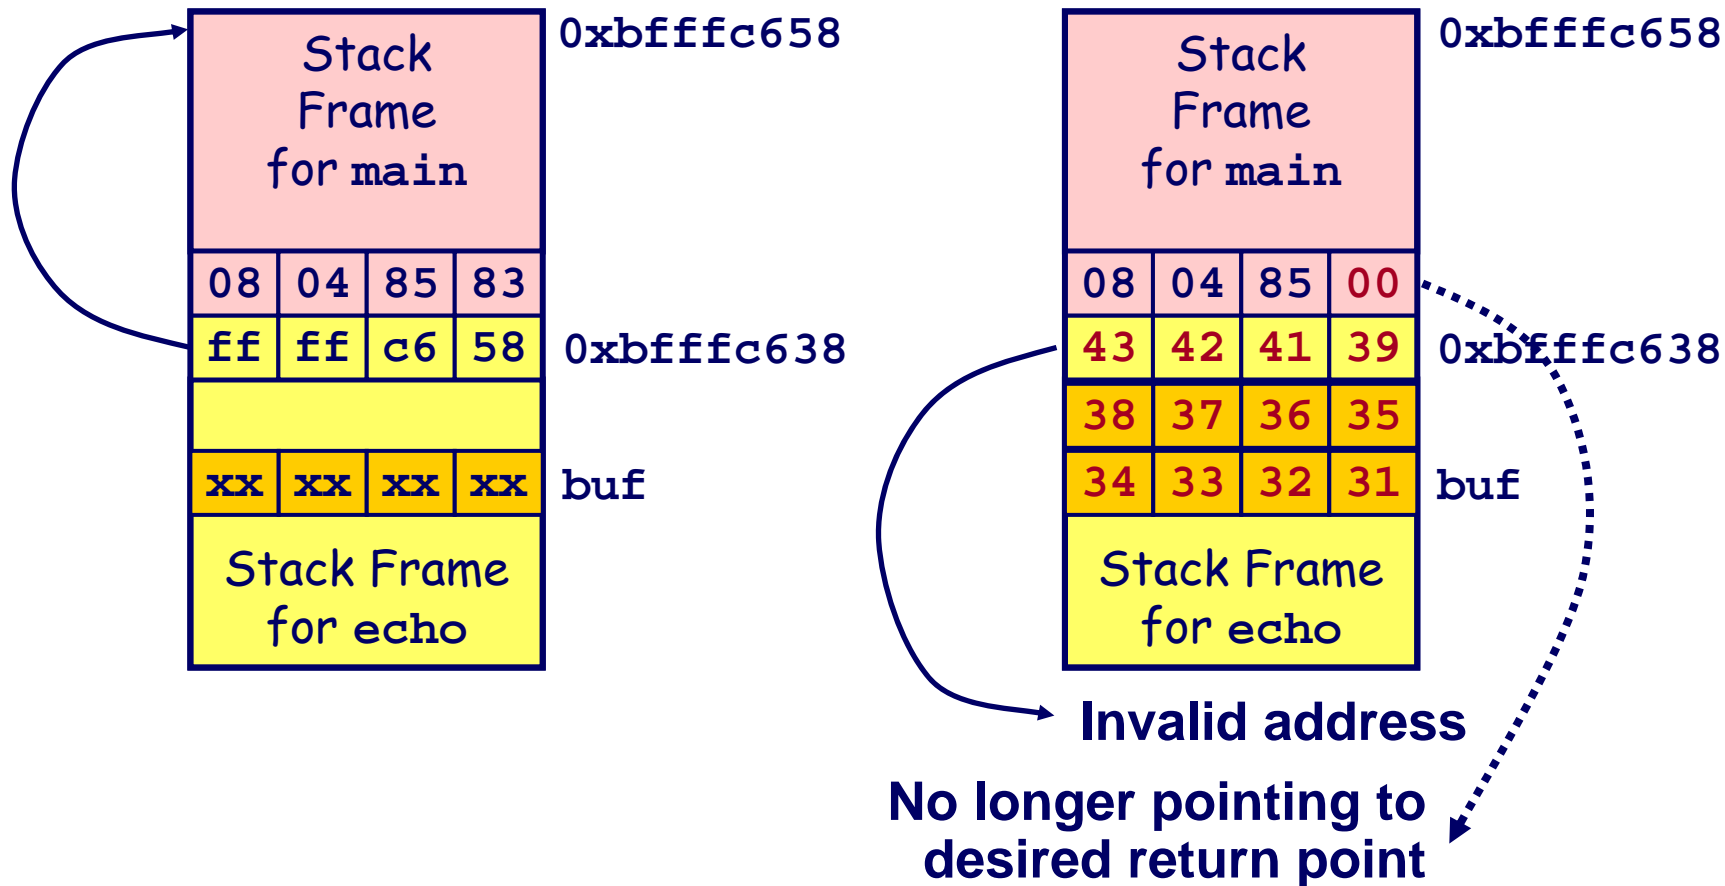 Stack
Frame
for main
0xbfffc658
08 04 85 83
ff ff c6 58
0xbfffc638
xx xx xx xx
buf
Stack Frame
for echo
Stack
Frame
for main
0xbfffc658
08 04 85 00
43 42 41 39
0xbfffc638
38 37 36 35
34 33 32 31
buf
Stack Frame
for echo
Invalid address
No longer pointing to
desired return point